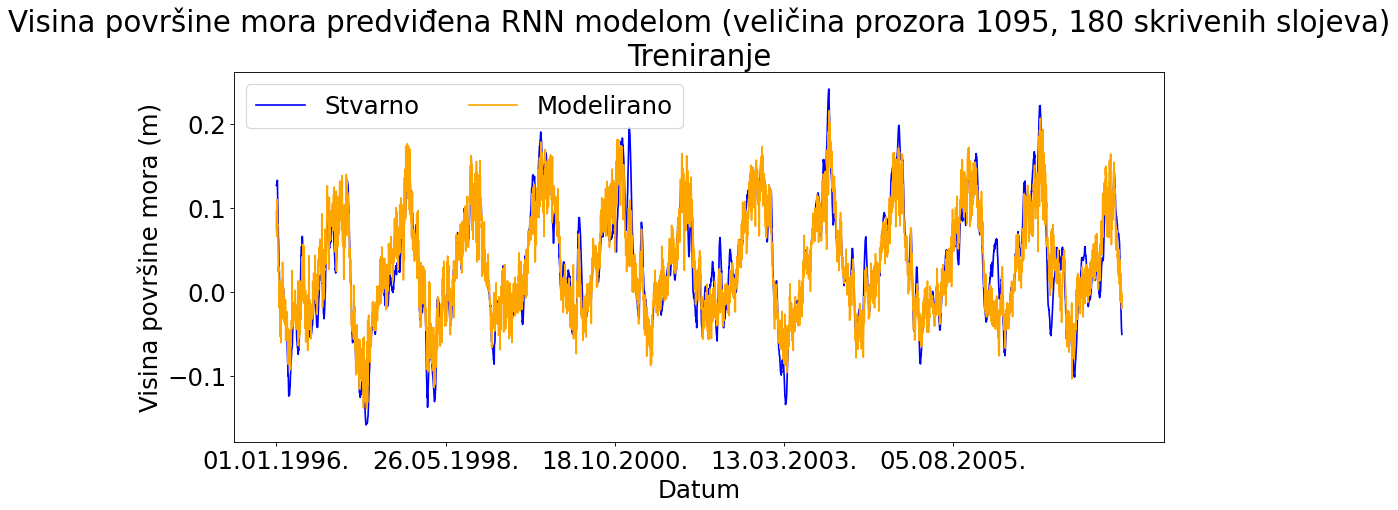 Visina površine mora predviđena RNN modelom (veličina prozora 1095, 180 skrivenih slojeva)
Treniranje
Stvarno Modelirano
Visina površine mora (m)
0.2
0.1
0.0
−0.1
01.01.1996. 26.05.1998. 18.10.2000. 13.03.2003. 05.08.2005.
Datum